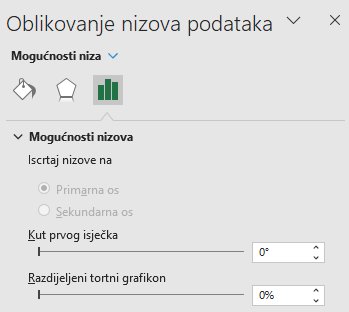 Oblikovanje nizova podataka
Mogućnosti niza
Mogućnosti nizova
Iscrtaj nizove na
Primarna os
Sekundarna os
Kut prvog isječka
0°
Razdijeljeni tortni grafikon
0%